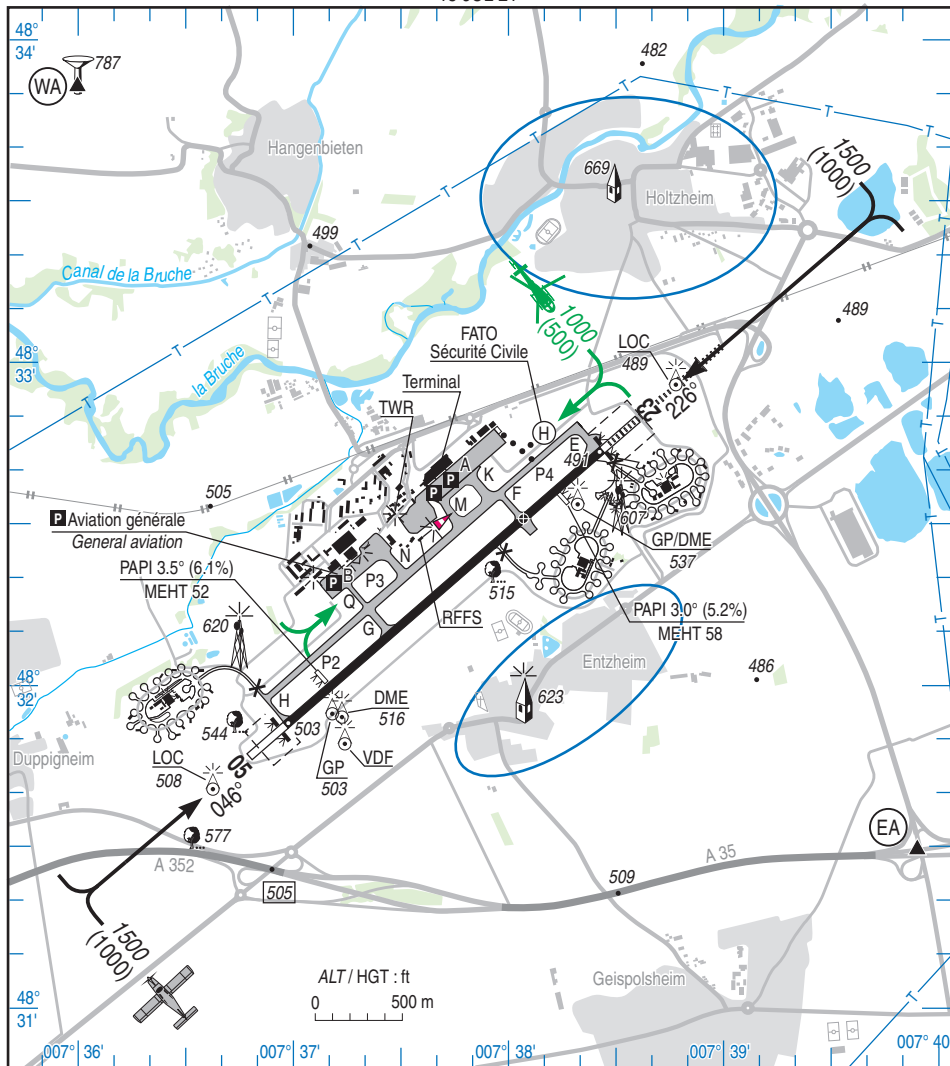 48°
34'
787
WA
482
T
T
T
Hangenbieten
669
Holtzheim
1500
(1000)
T
T
499
Canal de la Bruche
T
1000
(500)
489
FATO
Sécurité Civile
LOC
489
48°
33'
la Bruche
Terminal
TWR
H
23
226°
T
A
K
E
491
P4
505
P
P
M
F
607
P Aviation générale
General aviation
N
GP/DME
537
PAPI 3.5° (6.1%)
MEHT 52
B
P
P3
515
Q
RFFS
PAPI 3.0° (5.2%)
MEHT 58
620
G
P2
Entzheim
48°
32'
H
DME
516
623
486
544
503
VDF
Duppigheim
LOC
508
05
046°
GP
503
577
EA
A 352
A 35
505
509
1500
(1000)
ALT / HGT : ft
0 500 m
Geispolsheim
48°
31'
T
007° 36'
007° 37'
007° 38'
007° 39'
007° 40